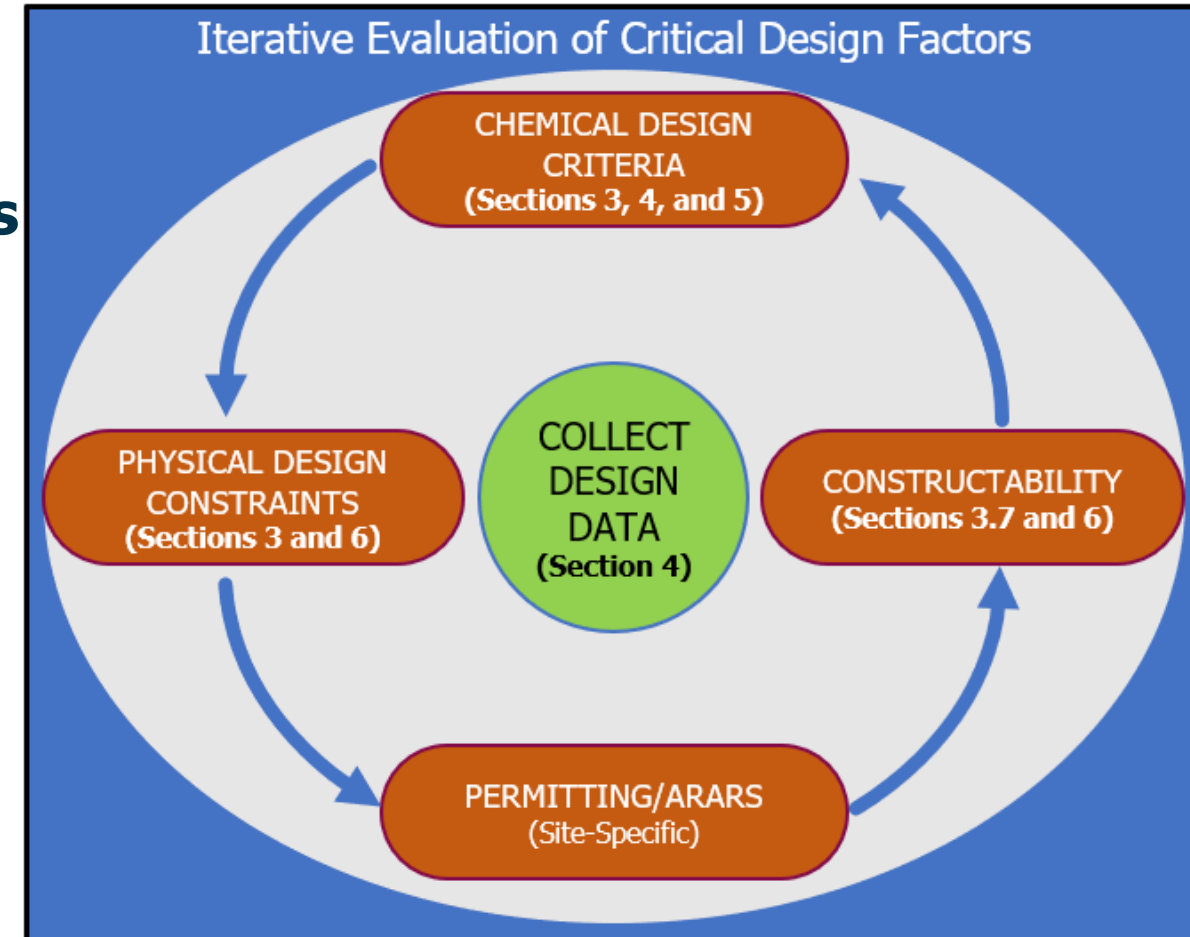 Iterative Evaluation of Critical Design Factors
s
CHEMICAL DESIGN
CRITERIA
(Sections 3, 4, and 5)
PHYSICAL DESIGN
CONSTRAINTS
(Sections 3 and 6)
COLLECT
DESIGN
DATA
(Section 4)
CONSTRUCTABILITY
(Sections 3.7 and 6)
PERMITTING/ARARS
(Site-Specific)